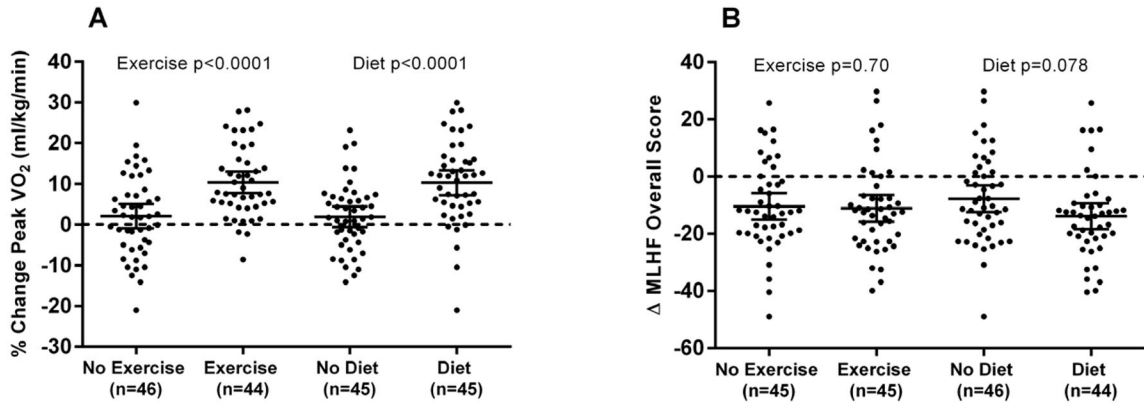 A
Exercise p<0.0001 Diet p<0.0001
% Change Peak VO₂ (ml/kg/min)
40
30
20
10
0
-10
-20
-30
No Exercise Exercise No Diet Diet
(n=46) (n=44) (n=45) (n=45)
B
Exercise p=0.70 Diet p=0.078
Δ MLHF Overall Score
40
20
0
-20
-40
-60
No Exercise Exercise No Diet Diet
(n=45) (n=45) (n=46) (n=44)